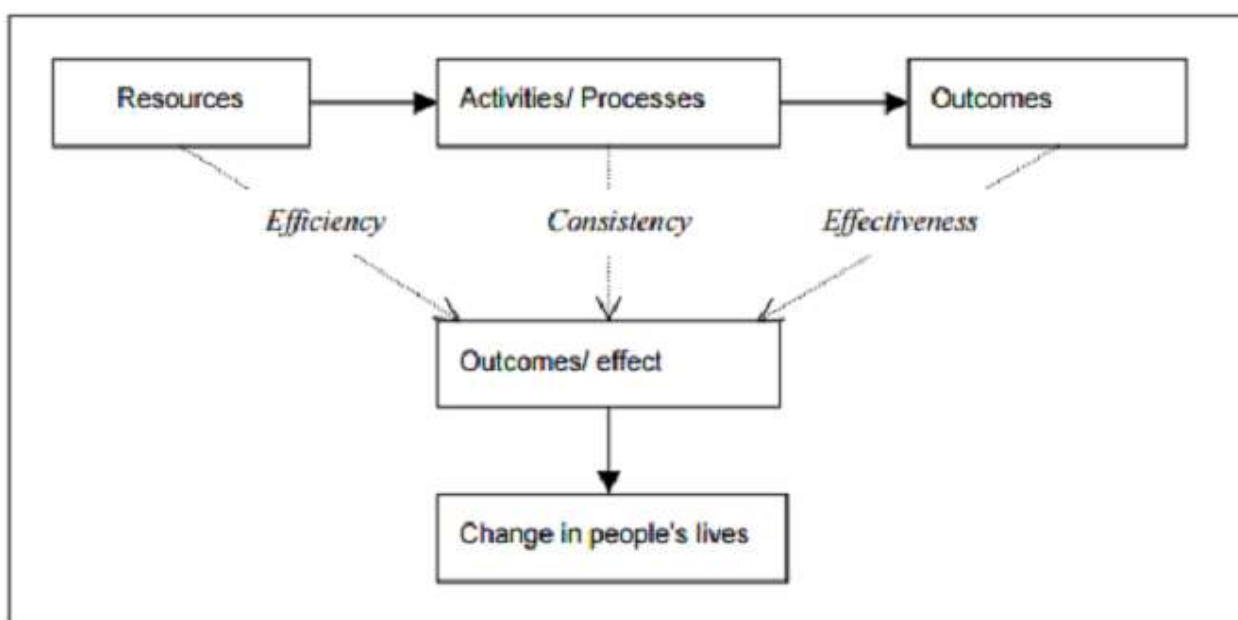 Resources
Activities/ Processes
Outcomes
Efficiency
Consistency
Effectiveness
Outcomes/ effect
Change in people's lives